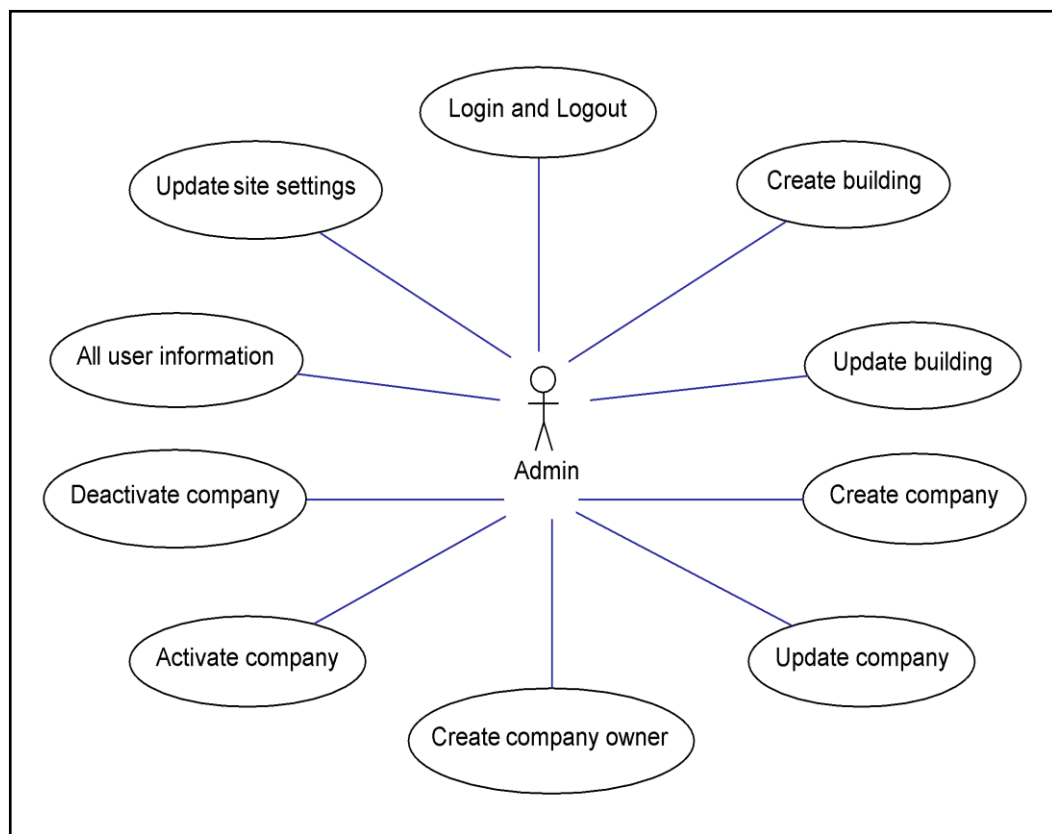 Login and Logout
Update site settings
Create building
All user information
Update building
Admin
Deactivate company
Create company
Activate company
Update company
Create company owner